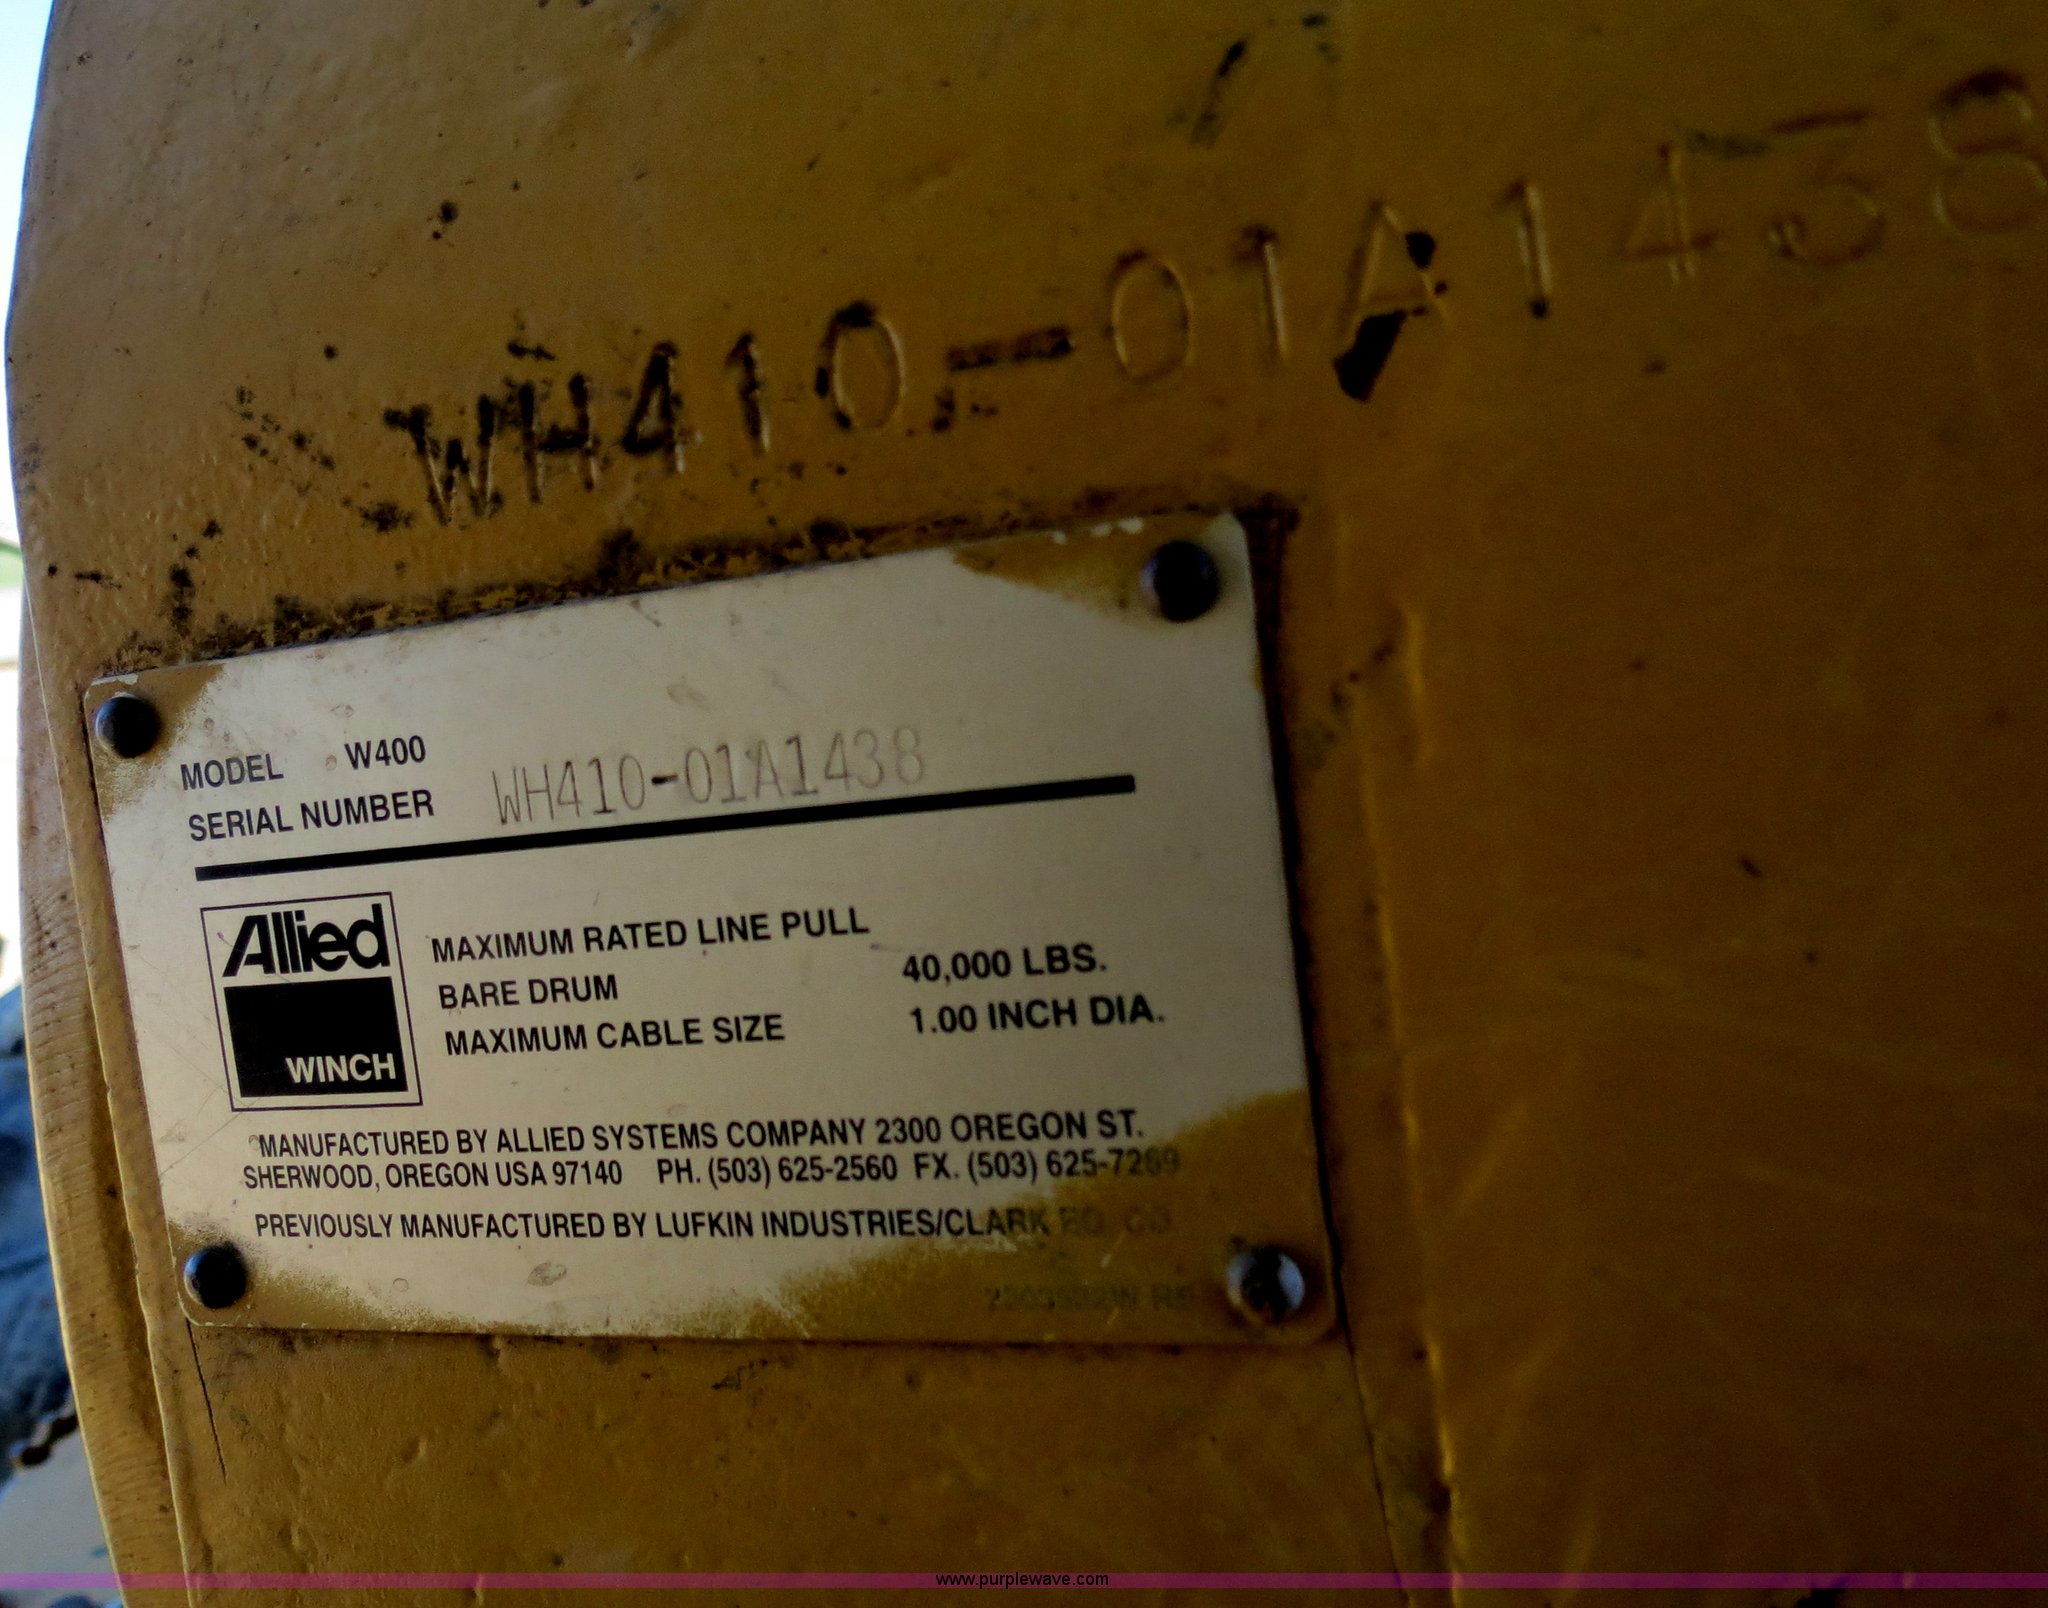 WH410-01A1438
MODEL W400
SERIAL NUMBER WH410-01A1438
Allied
WINCH
MAXIMUM RATED LINE PULL
BARE DRUM 40,000 LBS.
MAXIMUM CABLE SIZE 1.00 INCH DIA.
MANUFACTURED BY ALLIED SYSTEMS COMPANY 2300 OREGON ST.
SHERWOOD, OREGON USA 97140 PH. (503) 625-2560 FX. (503) 625-7269
PREVIOUSLY MANUFACTURED BY LUFKIN INDUSTRIES/CLARK EQ. CO.
www.purplewave.com